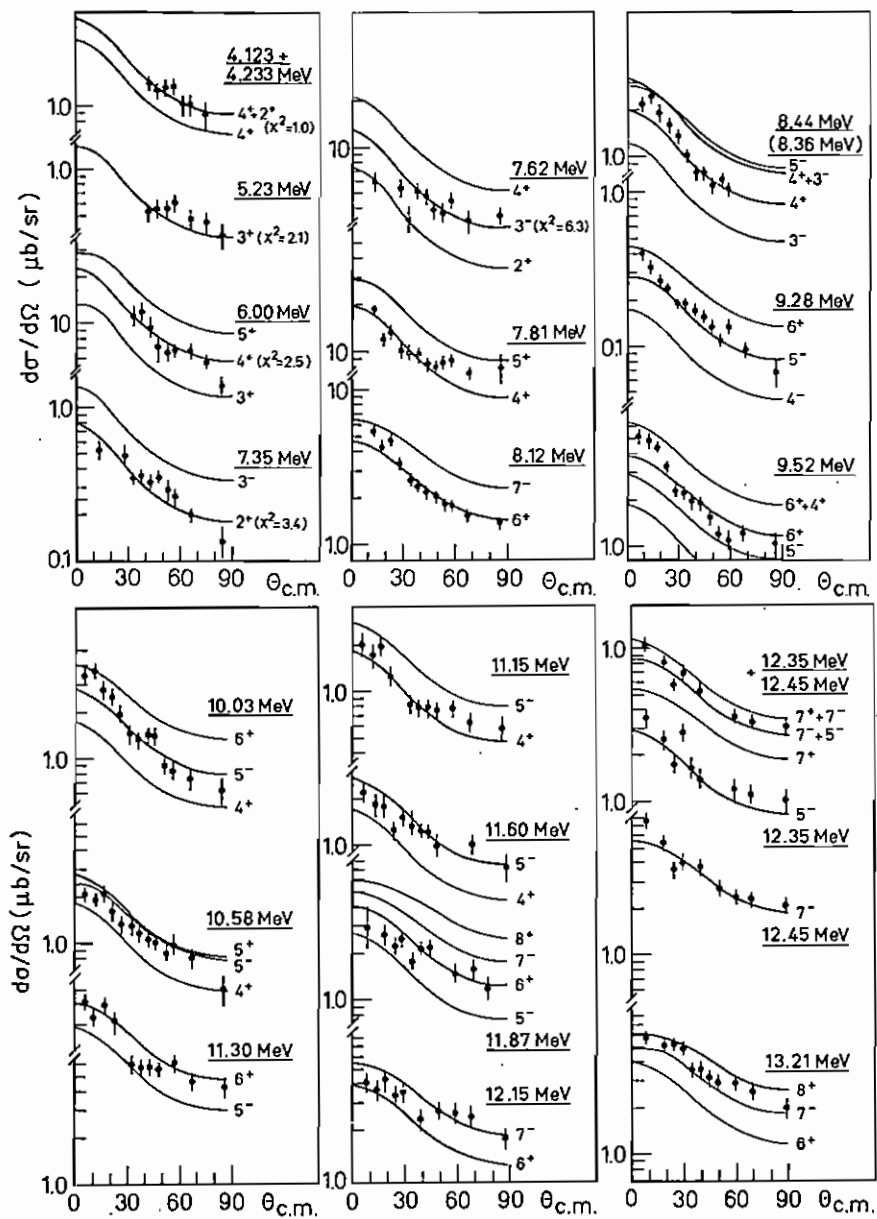 dσ/dΩ (μb/sr)
4.123 +
4.233 MeV
1.0
4⁺+2⁺
4⁺ (χ²=1.0)
5.23 MeV
1.0
3⁺ (χ²=2.1)
6.00 MeV
10
5⁺
4⁺ (χ²=2.5)
3⁺
1.0
7.35 MeV
3⁻
2⁺ (χ²=3.4)
0.1
0 30 60 90 Θc.m.
10
7.62 MeV
4⁺
3⁻ (χ²=6.3)
2⁺
7.81 MeV
10
5⁺
4⁺
10
8.12 MeV
7⁻
6⁺
1.0
0 30 60 90 Θc.m.
8.44 MeV
(8.36 MeV)
1.0
5⁻
4⁺+3⁻
4⁺
1.0
3⁻
9.28 MeV
6⁺
0.1
5⁻
4⁻
9.52 MeV
6⁺+4⁺
6⁺
1.0
5⁻
0 30 60 90 Θc.m.
dσ/dΩ (μb/sr)
10.03 MeV
6⁺
1.0
5⁻
4⁺
10.58 MeV
1.0
5⁺
5⁻
4⁺
11.30 MeV
6⁺
5⁻
1.0
0 30 60 90 Θc.m.
11.15 MeV
5⁻
4⁺
1.0
11.60 MeV
5⁻
4⁺
8⁺
7⁻
6⁺
1.0
5⁻
11.87 MeV
12.15 MeV
7⁻
6⁺
1.0
0 30 60 90 Θc.m.
1.0
12.35 MeV
+
12.45 MeV
7⁺+7⁻
7⁻+5⁻
7⁺
1.0
5⁻
12.35 MeV
7⁻
12.45 MeV
1.0
13.21 MeV
8⁺
7⁻
6⁺
1.0
0 30 60 90 Θc.m.